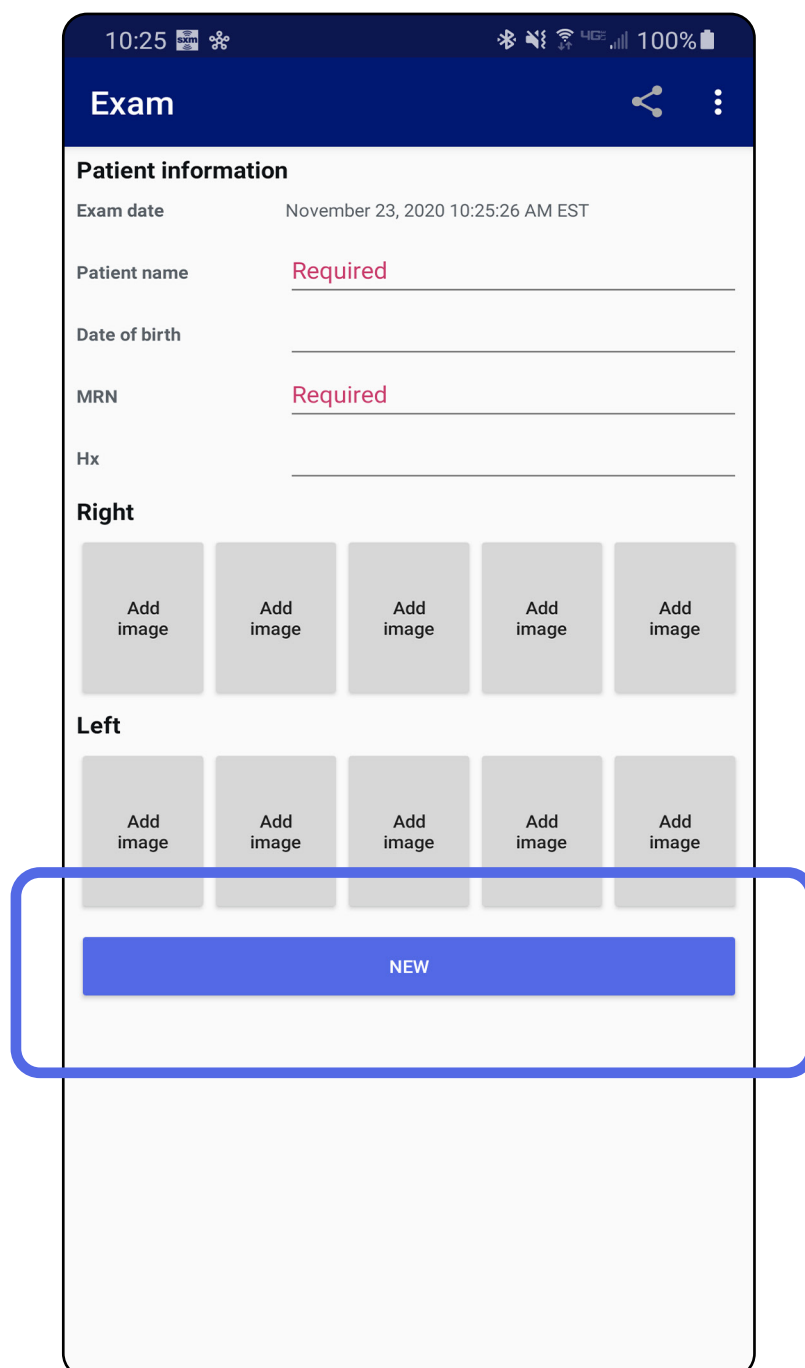 10:25 sxm 4GE 100%
Exam
Patient information
Exam date November 23, 2020 10:25:26 AM EST
Patient name Required
Date of birth
MRN Required
Hx
Right
Add image Add image Add image Add image Add image
Left
Add image Add image Add image Add image Add image
NEW